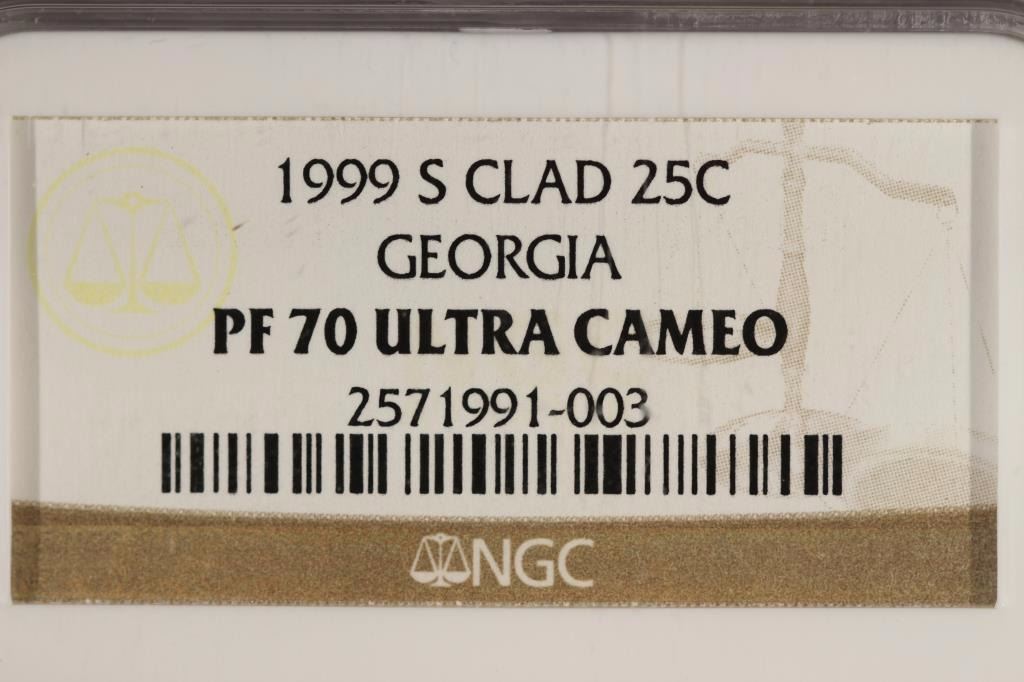 1999 S CLAD 25C
GEORGIA
PF 70 ULTRA CAMEO
2571991-003
NGC